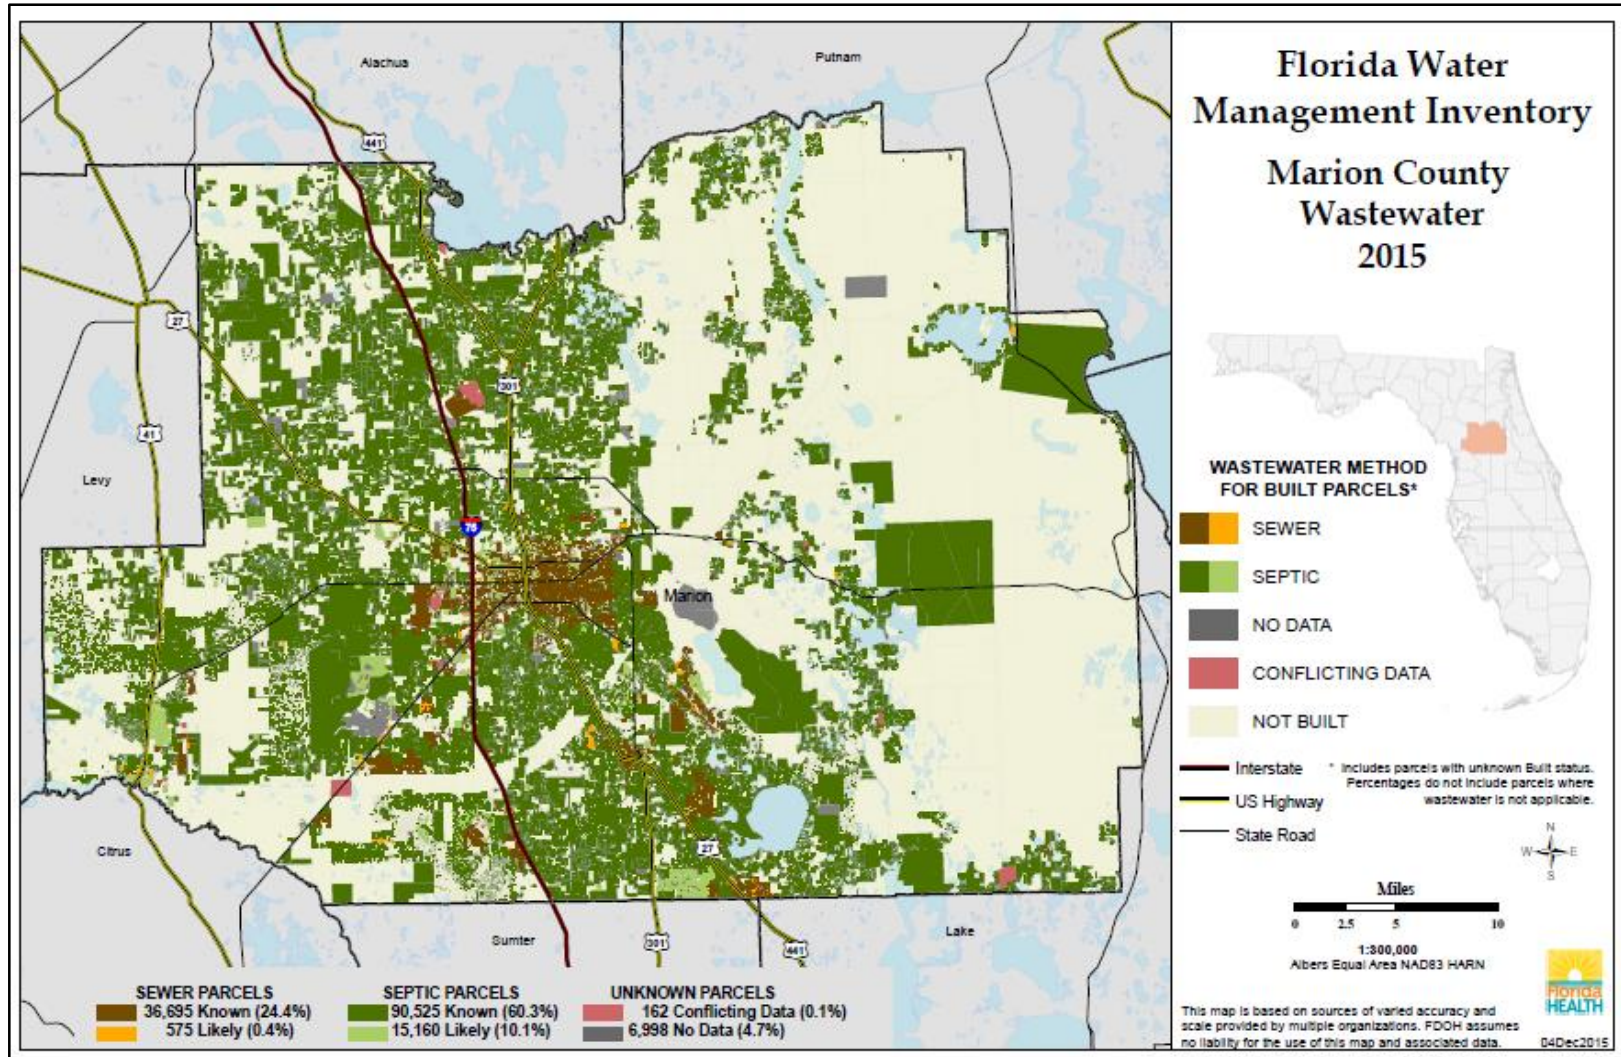 Florida Water
Management Inventory
Marion County
Wastewater
2015
Alachua
Putnam
441
27
301
41
Levy
75
Marion
Citrus
27
Sumter
301
441
Lake
WASTEWATER METHOD
FOR BUILT PARCELS*
SEWER
SEPTIC
NO DATA
CONFLICTING DATA
NOT BUILT
Interstate
US Highway
State Road
* Includes parcels with unknown Built status.
Percentages do not include parcels where
wastewater is not applicable.
N
W E
S
Miles
0 2.5 5 10
1:300,000
Albers Equal Area NAD83 HARN
SEWER PARCELS
36,695 Known (24.4%)
575 Likely (0.4%)
SEPTIC PARCELS
90,525 Known (60.3%)
15,160 Likely (10.1%)
UNKNOWN PARCELS
162 Conflicting Data (0.1%)
6,998 No Data (4.7%)
This map is based on sources of varied accuracy and
scale provided by multiple organizations. FDOH assumes
no liability for the use of this map and associated data.
Florida
HEALTH
04Dec2015